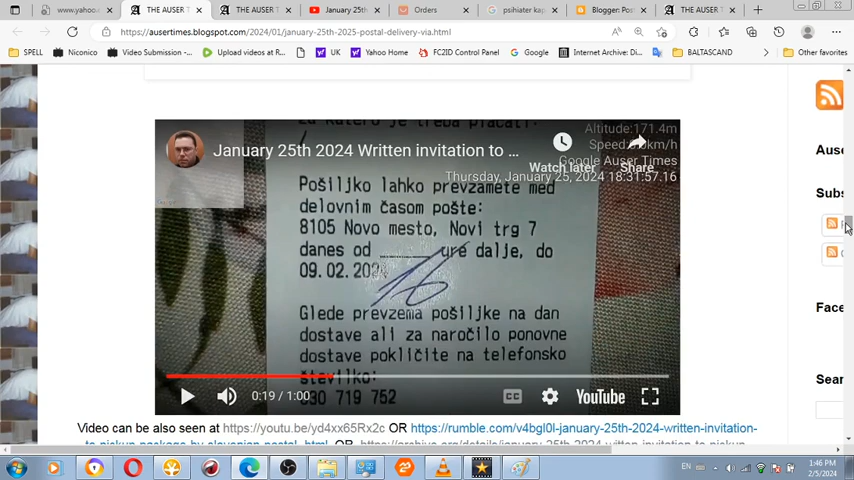 www.yahoo
THE AUSER T
THE AUSER T
January 25th
Orders
psihiater kap
Blogger: Pos
THE AUSER T
https://ausertimes.blogspot.com/2024/01/january-25th-2025-postal-delivery-via.html
SPELL
Niconico
Video Submission -...
Upload videos at R...
UK
Yahoo Home
FC2ID Control Panel
Google
Internet Archive: Di...
BALTASCAND
Other favorites
January 25th 2024 Written invitation to ...
Watch later
Share
Altitude:171.4m
Google Auser Times
Thursday, January 25, 2024 18:31:57.16
Pošiljko lahko prevzamete med
delovnim časom pošte:
8105 Novo mesto, Novi trg 7
danes od ure dalje, do
09.02.2024
Glede prevzema pošiljke na dan
dostave ali za naročilo ponovne
dostave pokličite na telefonsko
številko:
030 719 752
0:19 / 1:00
CC
YouTube
Ause
Subs
Face
Sear
Video can be also seen at https://youtu.be/yd4xx65Rx2c OR https://rumble.com/v4bgl0l-january-25th-2024-written-invitation-
EN
1:46 PM
2/5/2024